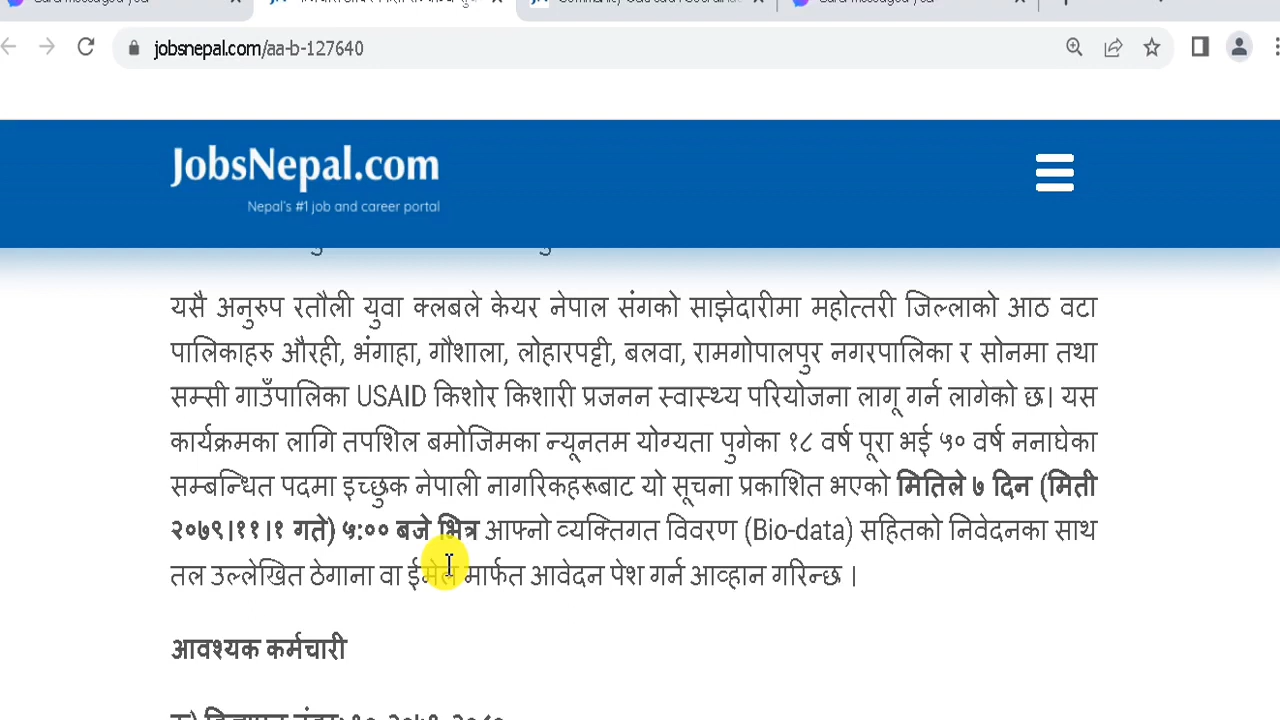 jobsnepal.com/aa-b-127640
JobsNepal.com
Nepal's #1 job and career portal
यसै अनुरुप रतौली युवा क्लबले केयर नेपाल संगको साझेदारीमा महोत्तरी जिल्लाको आठ वटा
पालिकाहरु औरही, भंगाहा, गौशाला, लोहारपट्टी, बलवा, रामगोपालपुर नगरपालिका र सोनमा तथा
सम्सी गाउँपालिका USAID किशोर किशारी प्रजनन स्वास्थ्य परियोजना लागू गर्न लागेको छ। यस
कार्यक्रमका लागि तपशिल बमोजिमका न्यूनतम योग्यता पुगेका १८ वर्ष पूरा भई ५० वर्ष ननाघेका
सम्बन्धित पदमा इच्छुक नेपाली नागरिकहरूबाट यो सूचना प्रकाशित भएको मितिले ७ दिन (मिती
२०७९।११।१ गते) ५:०० बजे भित्र आफ्नो व्यक्तिगत विवरण (Bio-data) सहितको निवेदनका साथ
तल उल्लेखित ठेगाना वा ईमेल मार्फत आवेदन पेश गर्न आव्हान गरिन्छ ।
आवश्यक कर्मचारी